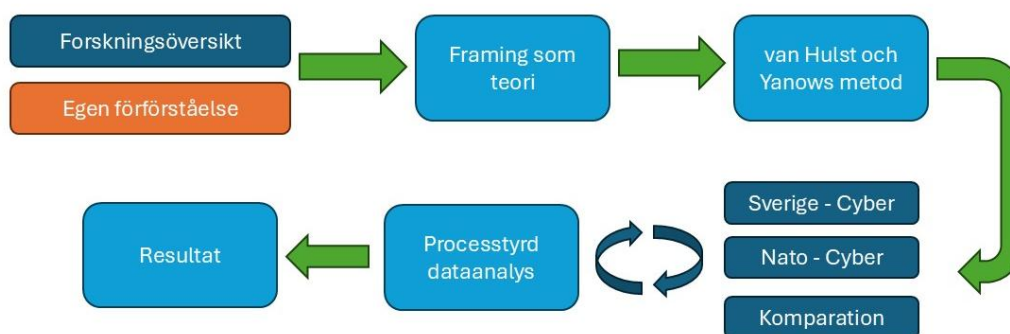 Forskningsöversikt
Egen förförståelse
Framing som
teori
van Hulst och
Yanows metod
Sverige - Cyber
Nato - Cyber
Komparation
Processtyrd
dataanalys
Resultat